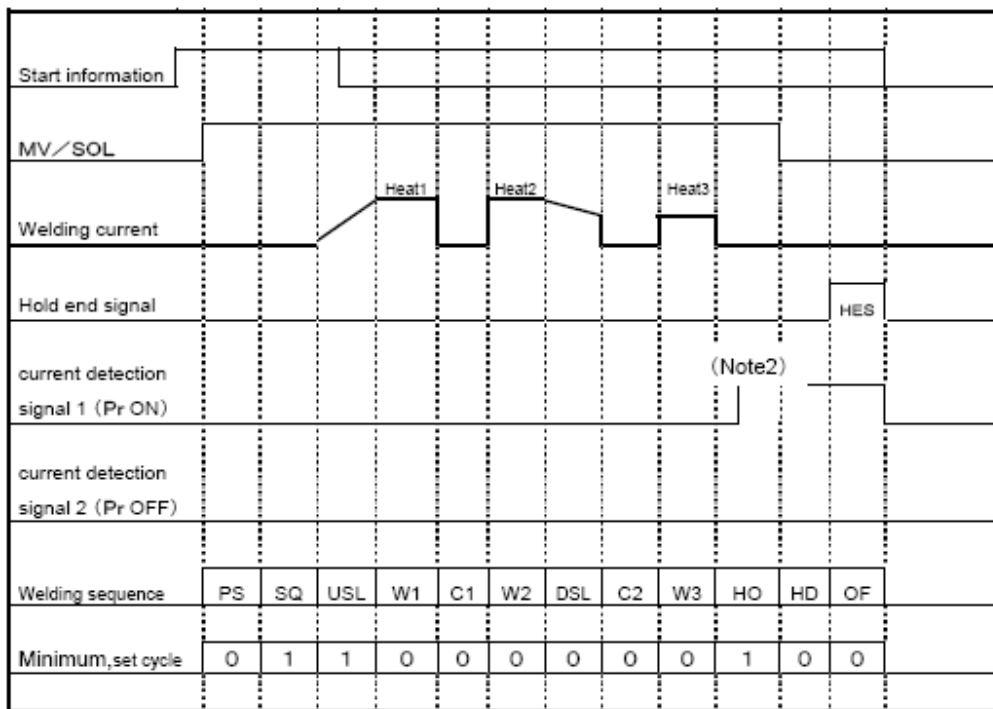 Start information
MV／SOL
Heat1 Heat2 Heat3
Welding current
Hold end signal
HES
(Note2)
current detection
signal 1 (Pr ON)
current detection
signal 2 (Pr OFF)
Welding sequence PS SQ USL W1 C1 W2 DSL C2 W3 HO HD OF
Minimum,set cycle 0 1 1 0 0 0 0 0 0 1 0 0